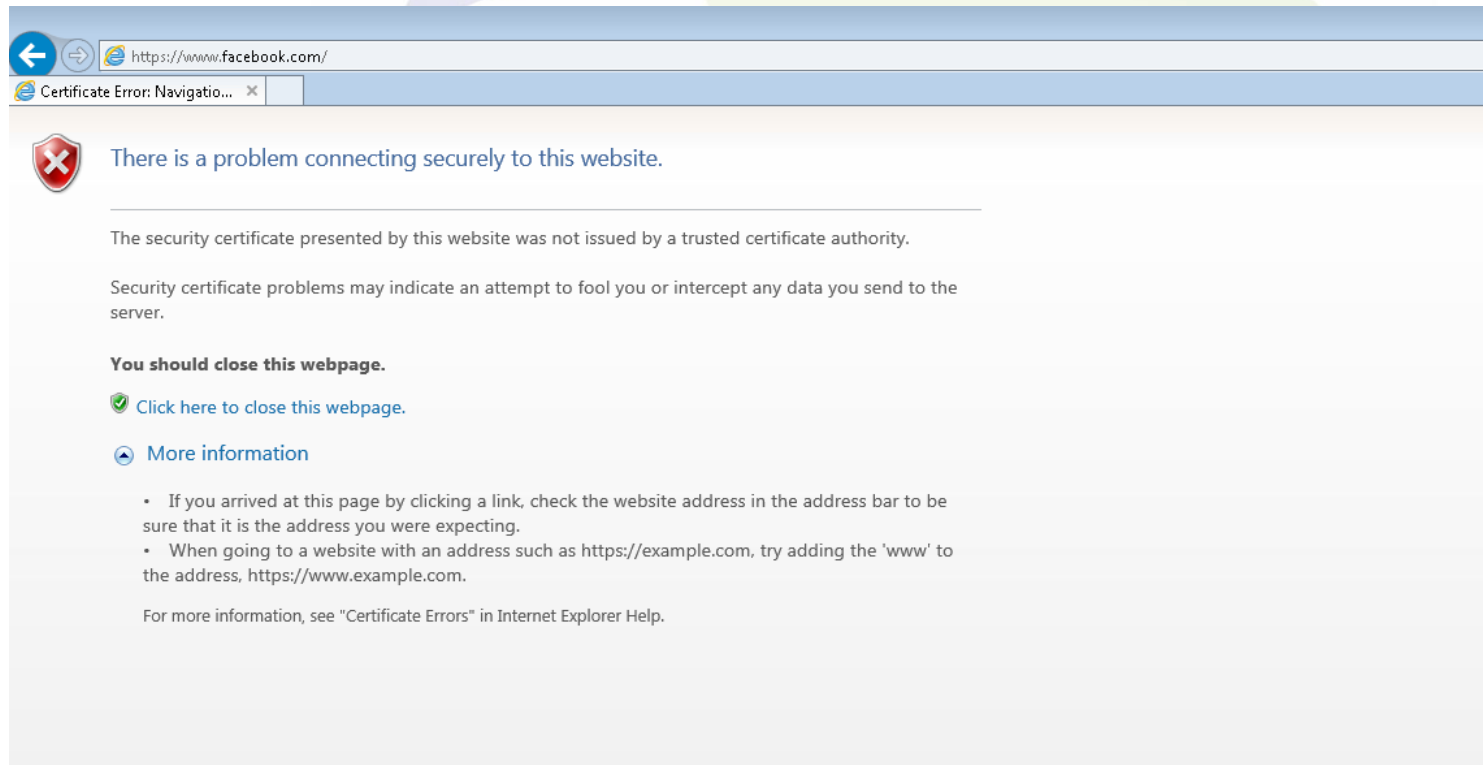 https://www.facebook.com/
Certificate Error: Navigatio...
There is a problem connecting securely to this website.
The security certificate presented by this website was not issued by a trusted certificate authority.
Security certificate problems may indicate an attempt to fool you or intercept any data you send to the
server.
You should close this webpage.
Click here to close this webpage.
More information
• If you arrived at this page by clicking a link, check the website address in the address bar to be
sure that it is the address you were expecting.
• When going to a website with an address such as https://example.com, try adding the 'www' to
the address, https://www.example.com.
For more information, see "Certificate Errors" in Internet Explorer Help.